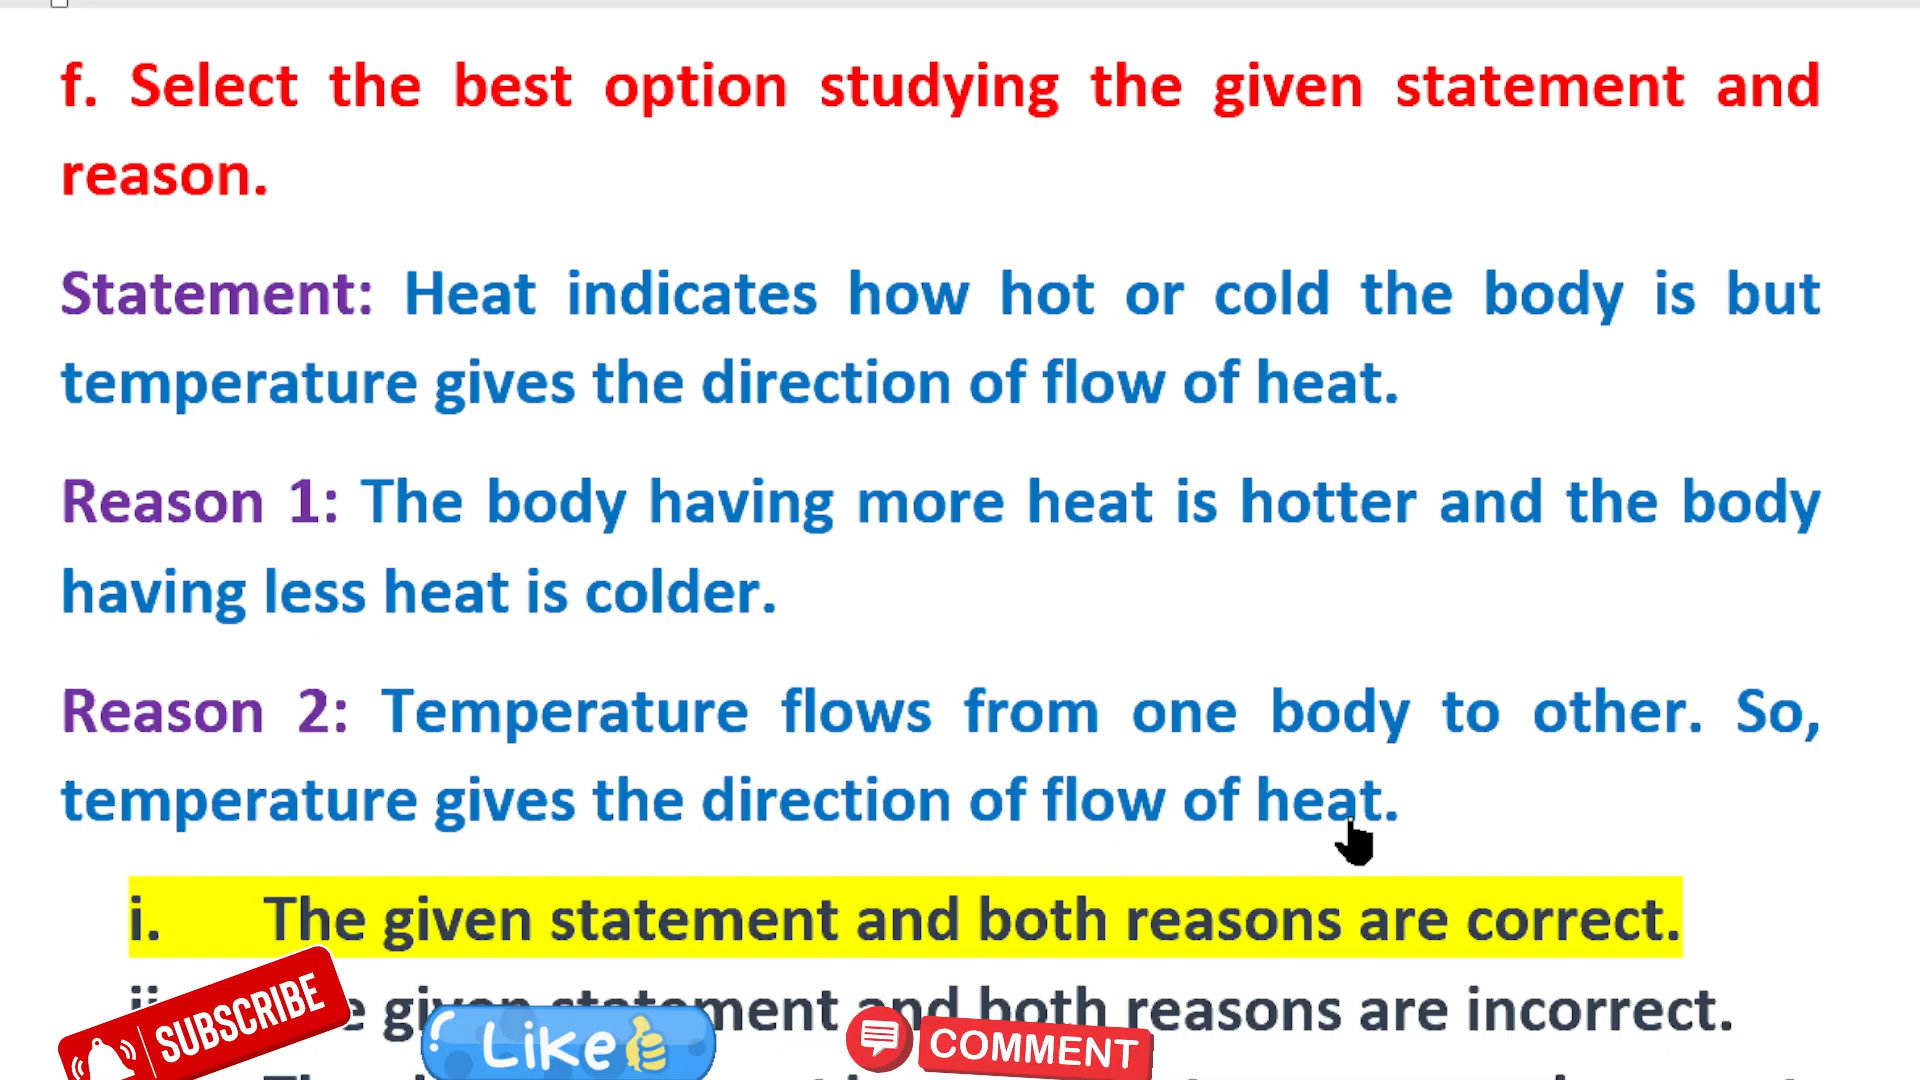 f. Select the best option studying the given statement and
reason.
Statement: Heat indicates how hot or cold the body is but
temperature gives the direction of flow of heat.
Reason 1: The body having more heat is hotter and the body
having less heat is colder.
Reason 2: Temperature flows from one body to other. So,
temperature gives the direction of flow of heat.
i. The given statement and both reasons are correct.
given statement and both reasons are incorrect.
SUBSCRIBE
Like
COMMENT